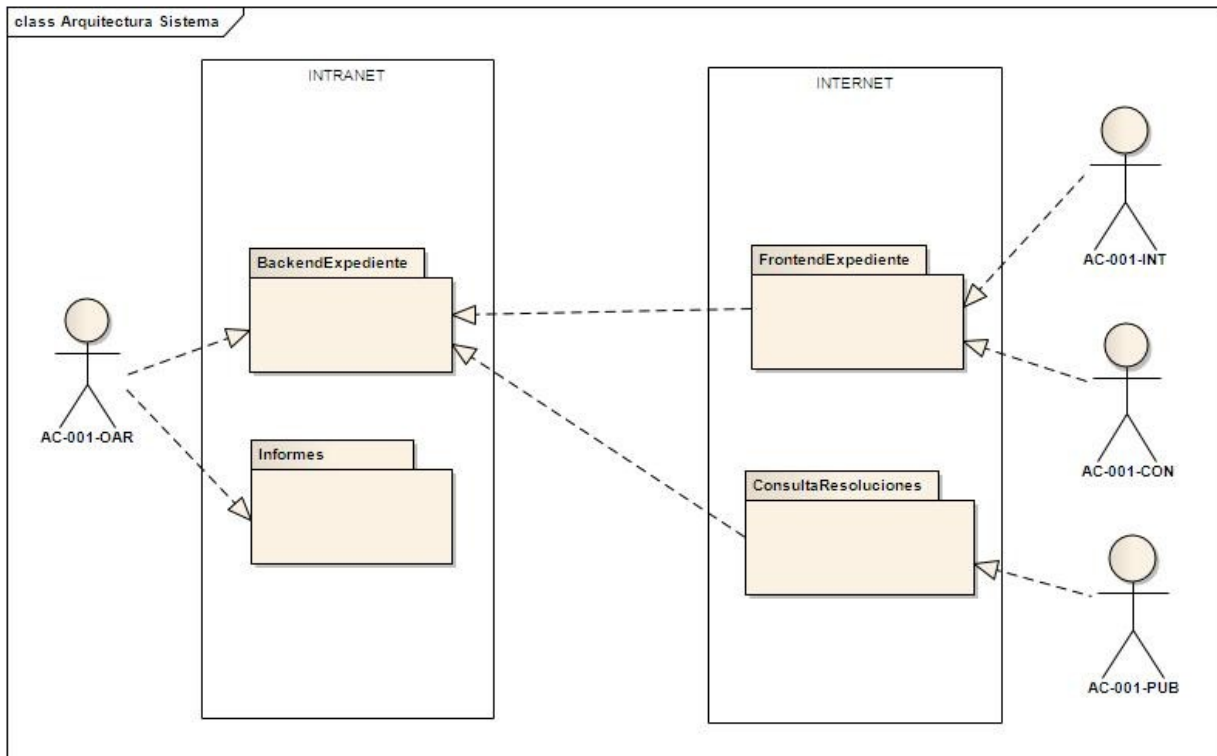 class Arquitectura Sistema
INTRANET
INTERNET
BackendExpediente
FrontendExpediente
AC-001-INT
AC-001-OAR
Informes
ConsultaResoluciones
AC-001-CON
AC-001-PUB